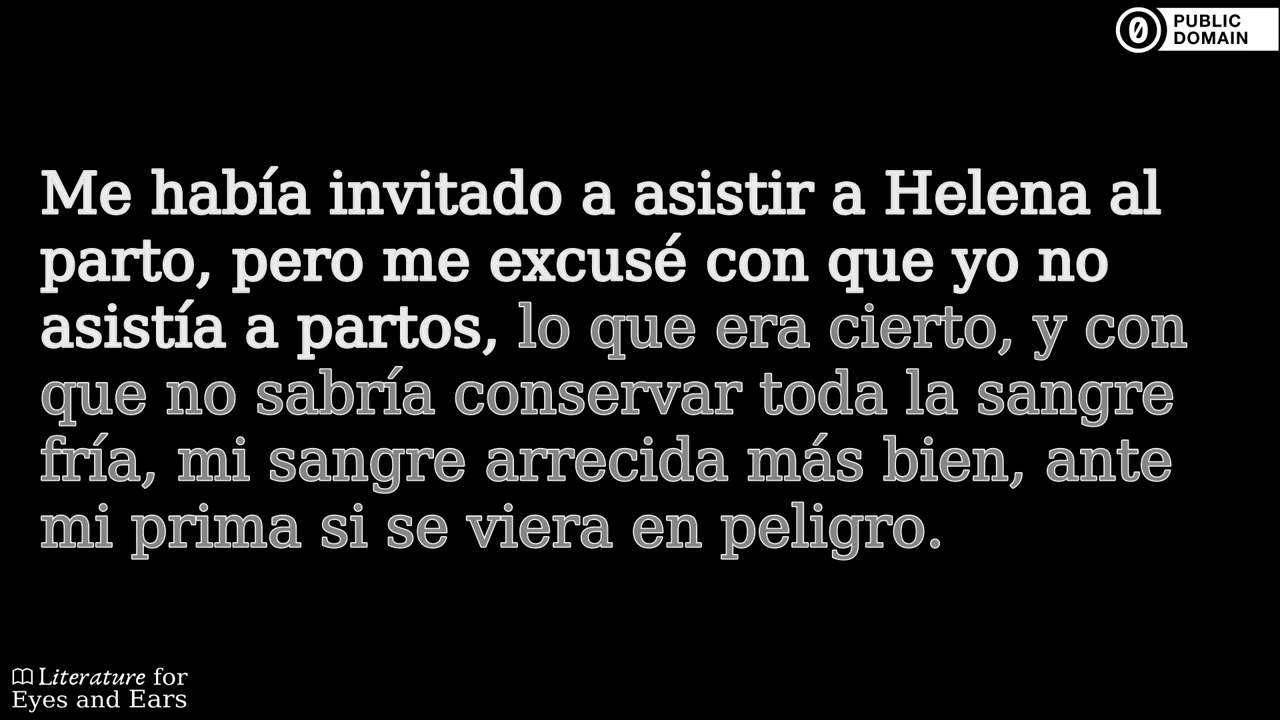 PUBLIC
DOMAIN
Me había invitado a asistir a Helena al
parto, pero me excusé con que yo no
asistía a partos, lo que era cierto, y con
que no sabría conservar toda la sangre
fría, mi sangre arrecida más bien, ante
mi prima si se viera en peligro.
Literature for
Eyes and Ears